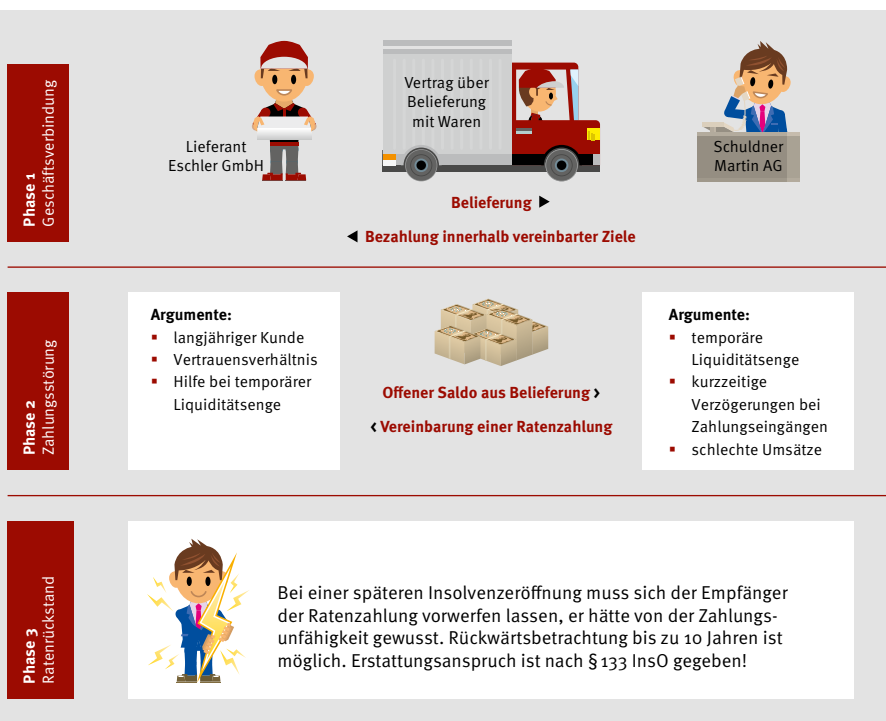 Phase 1
Geschäftsverbindung
Lieferant
Eschler GmbH
Vertrag über
Belieferung
mit Waren
Schuldner
Martin AG
Belieferung ▶
◀ Bezahlung innerhalb vereinbarter Ziele
Phase 2
Zahlungsstörung
Argumente:
▪ langjähriger Kunde
▪ Vertrauensverhältnis
▪ Hilfe bei temporärer
Liquiditätsenge
Offener Saldo aus Belieferung ›
‹ Vereinbarung einer Ratenzahlung
Argumente:
▪ temporäre
Liquiditätsenge
▪ kurzzeitige
Verzögerungen bei
Zahlungseingängen
▪ schlechte Umsätze
Phase 3
Ratenrückstand
Bei einer späteren Insolvenzeröffnung muss sich der Empfänger
der Ratenzahlung vorwerfen lassen, er hätte von der Zahlungs-
unfähigkeit gewusst. Rückwärtsbetrachtung bis zu 10 Jahren ist
möglich. Erstattungsanspruch ist nach § 133 InsO gegeben!